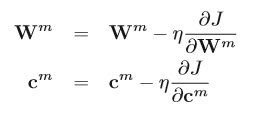 W^m = W^m − η ∂J/∂W^m
c^m = c^m − η ∂J/∂c^m